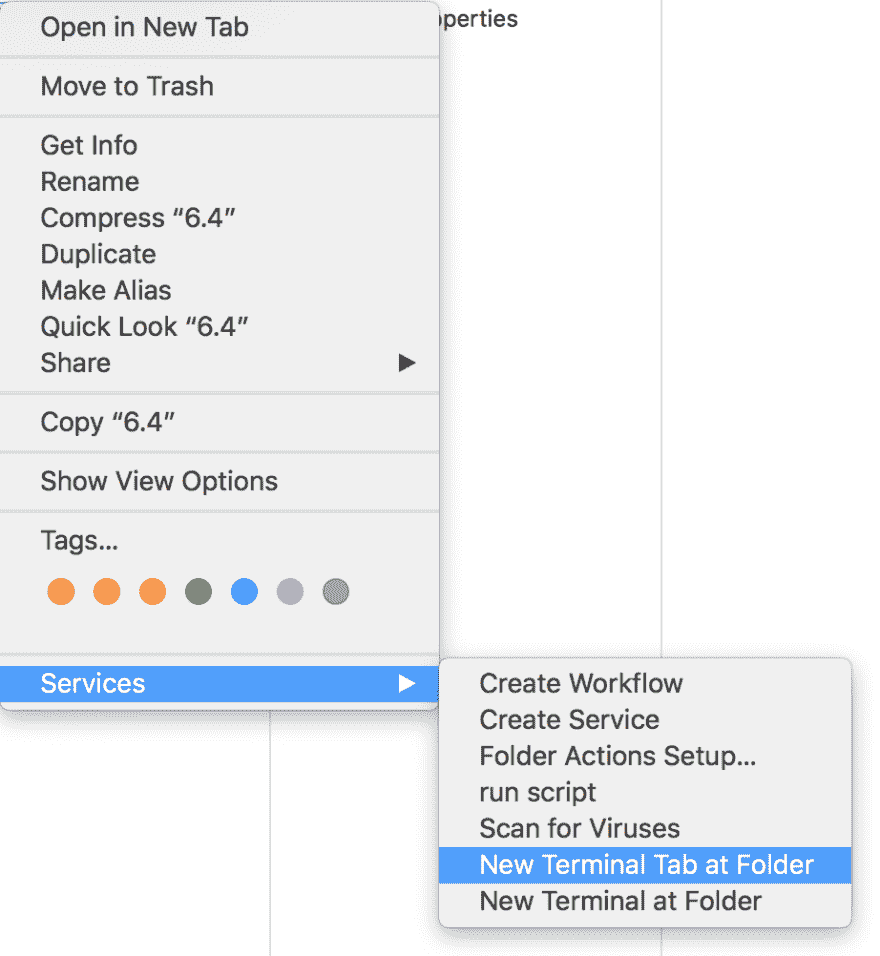 Open in New Tab
perties
Move to Trash
Get Info
Rename
Compress “6.4”
Duplicate
Make Alias
Quick Look “6.4”
Share
Copy “6.4”
Show View Options
Tags...
Services
Create Workflow
Create Service
Folder Actions Setup...
run script
Scan for Viruses
New Terminal Tab at Folder
New Terminal at Folder